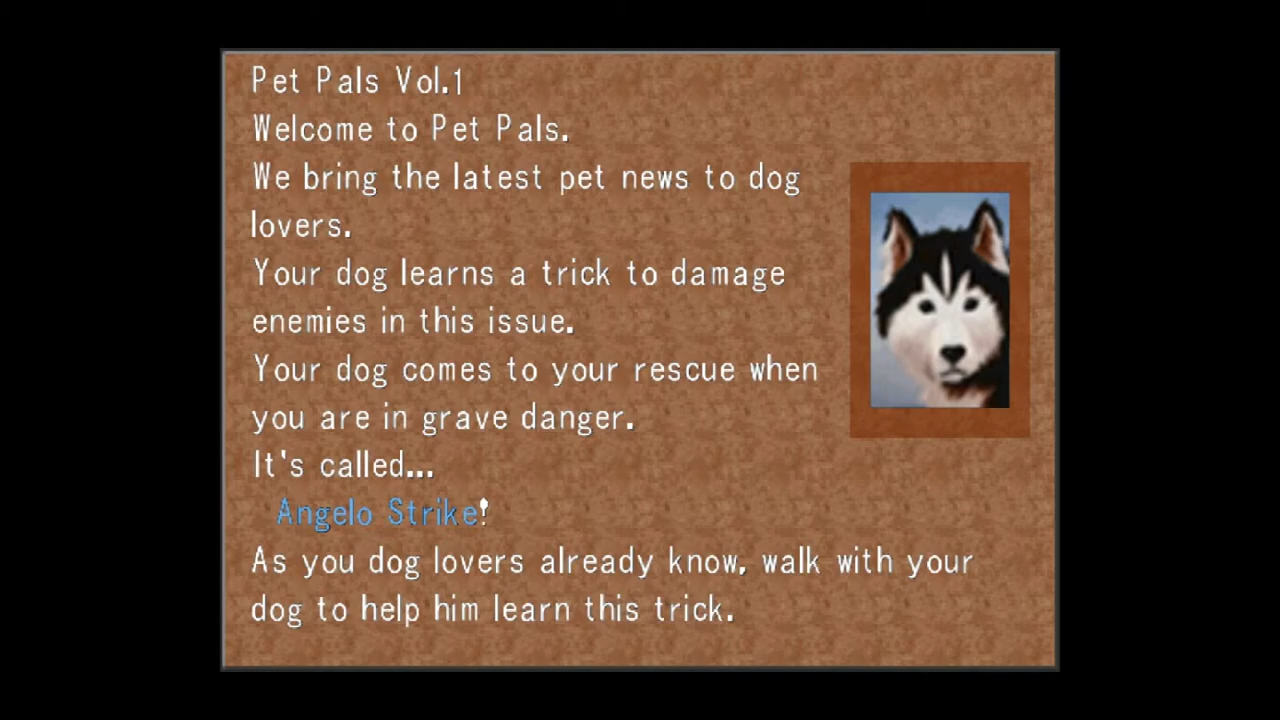 Pet Pals Vol.1
Welcome to Pet Pals.
We bring the latest pet news to dog
lovers.
Your dog learns a trick to damage
enemies in this issue.
Your dog comes to your rescue when
you are in grave danger.
It's called...
Angelo Strike!
As you dog lovers already know, walk with your
dog to help him learn this trick.